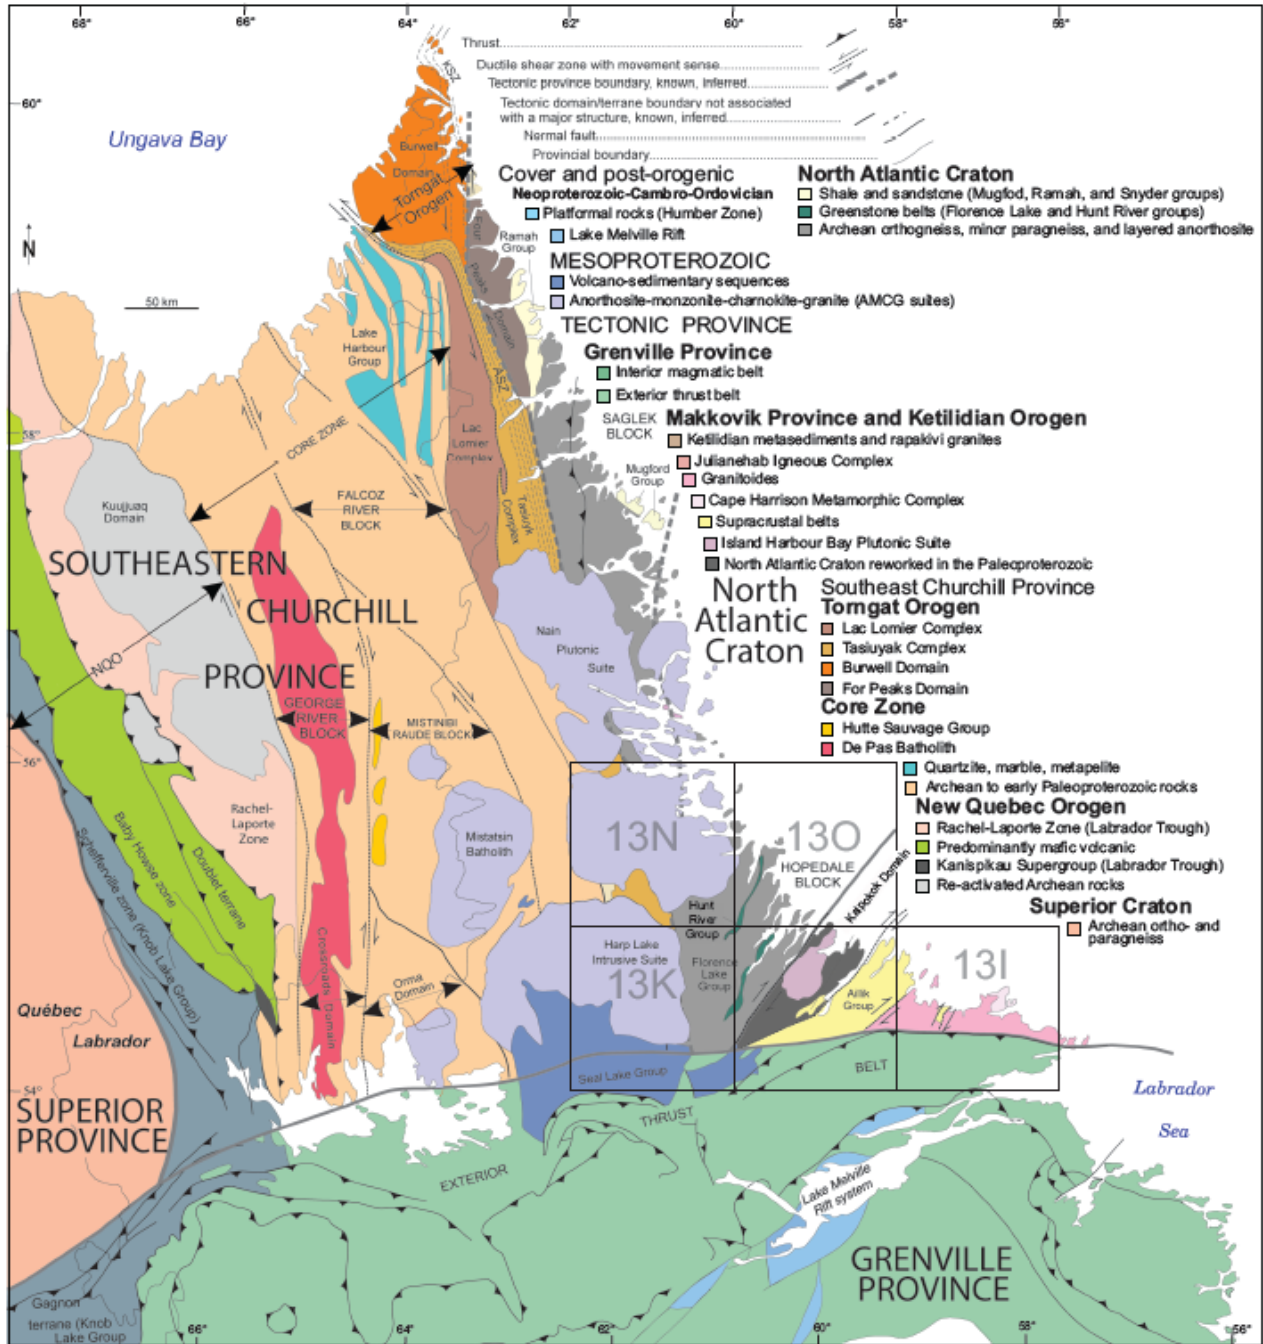 68°
66°
64°
62°
60°
58°
56°
60°
58°
56°
54°
Ungava Bay
N
50 km
KSZ
Thrust
Ductile shear zone with movement sense
Tectonic province boundary, known, inferred
Tectonic domain/terrane boundary not associated
with a major structure, known, inferred
Normal fault
Provincial boundary
Cover and post-orogenic
Neoproterozoic-Cambro-Ordovician
Platformal rocks (Humber Zone)
Lake Melville Rift
MESOPROTEROZOIC
Volcano-sedimentary sequences
Anorthosite-monzonite-charnokite-granite (AMCG suites)
TECTONIC PROVINCE
Grenville Province
Interior magmatic belt
Exterior thrust belt
Makkovik Province and Ketilidian Orogen
Ketilidian metasediments and rapakivi granites
Julianehab Igneous Complex
Granitoides
Cape Harrison Metamorphic Complex
Supracrustal belts
Island Harbour Bay Plutonic Suite
North Atlantic Craton reworked in the Paleoproterozoic
North Atlantic Craton
Shale and sandstone (Mugfod, Ramah, and Snyder groups)
Greenstone belts (Florence Lake and Hunt River groups)
Archean orthogneiss, minor paragneiss, and layered anorthosite
Southeast Churchill Province
Torngat Orogen
Lac Lomier Complex
Tasiuyak Complex
Burwell Domain
For Peaks Domain
Core Zone
Hutte Sauvage Group
De Pas Batholith
Quartzite, marble, metapelite
Archean to early Paleoproterozoic rocks
New Quebec Orogen
Rachel-Laporte Zone (Labrador Trough)
Predominantly mafic volcanic
Kanispikau Supergroup (Labrador Trough)
Re-activated Archean rocks
Superior Craton
Archean ortho- and
paragneiss
Burwell
Domain
Torngat
Orogen
Four
Peaks
Domain
Ramah
Group
Lake
Harbour
Group
CORE ZONE
ASZ
Lac
Lomier
Complex
Tasiuyak
Complex
SAGLEK
BLOCK
Mugford
Group
Kuujjuaq
Domain
FALCOZ
RIVER
BLOCK
SOUTHEASTERN
CHURCHILL
PROVINCE
NQO
North
Atlantic
Craton
Nain
Plutonic
Suite
GEORGE
RIVER
BLOCK
MISTINIBI
RAUDE BLOCK
Rachel-
Laporte
Zone
Mistatsin
Batholith
13N
13O
HOPEDALE
BLOCK
Kaipokok Domain
Hunt
River
Group
Baby Howse zone
Doublet terrane
Schefferville zone (Knob Lake Group)
Crossroads Domain
Orma
Domain
Harp Lake
Intrusive Suite
13K
Florence
Lake
Group
Aillik
Group
13I
Québec
Labrador
SUPERIOR
PROVINCE
Seal Lake Group
BELT
THRUST
EXTERIOR
Labrador
Sea
Lake Melville
Rift system
GRENVILLE
PROVINCE
Gagnon
terrane (Knob
Lake Group
66°
64°
62°
60°
58°
56°